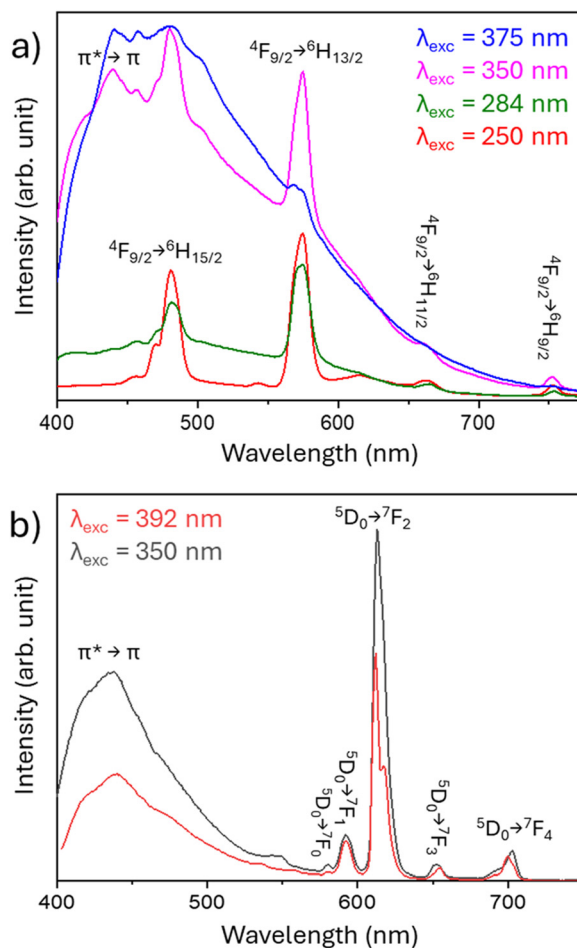 a)
π* → π
⁴F₉/₂→⁶H₁₃/₂
λexc = 375 nm
λexc = 350 nm
λexc = 284 nm
λexc = 250 nm
⁴F₉/₂→⁶H₁₅/₂
⁴F₉/₂→⁶H₁₁/₂
⁴F₉/₂→⁶H₉/₂
Intensity (arb. unit)
400 500 600 700
Wavelength (nm)
b)
λexc = 392 nm
λexc = 350 nm
⁵D₀→⁷F₂
π* → π
⁵D₀→⁷F₀
⁵D₀→⁷F₁
⁵D₀→⁷F₃
⁵D₀→⁷F₄
Intensity (arb. unit)
400 500 600 700
Wavelength (nm)